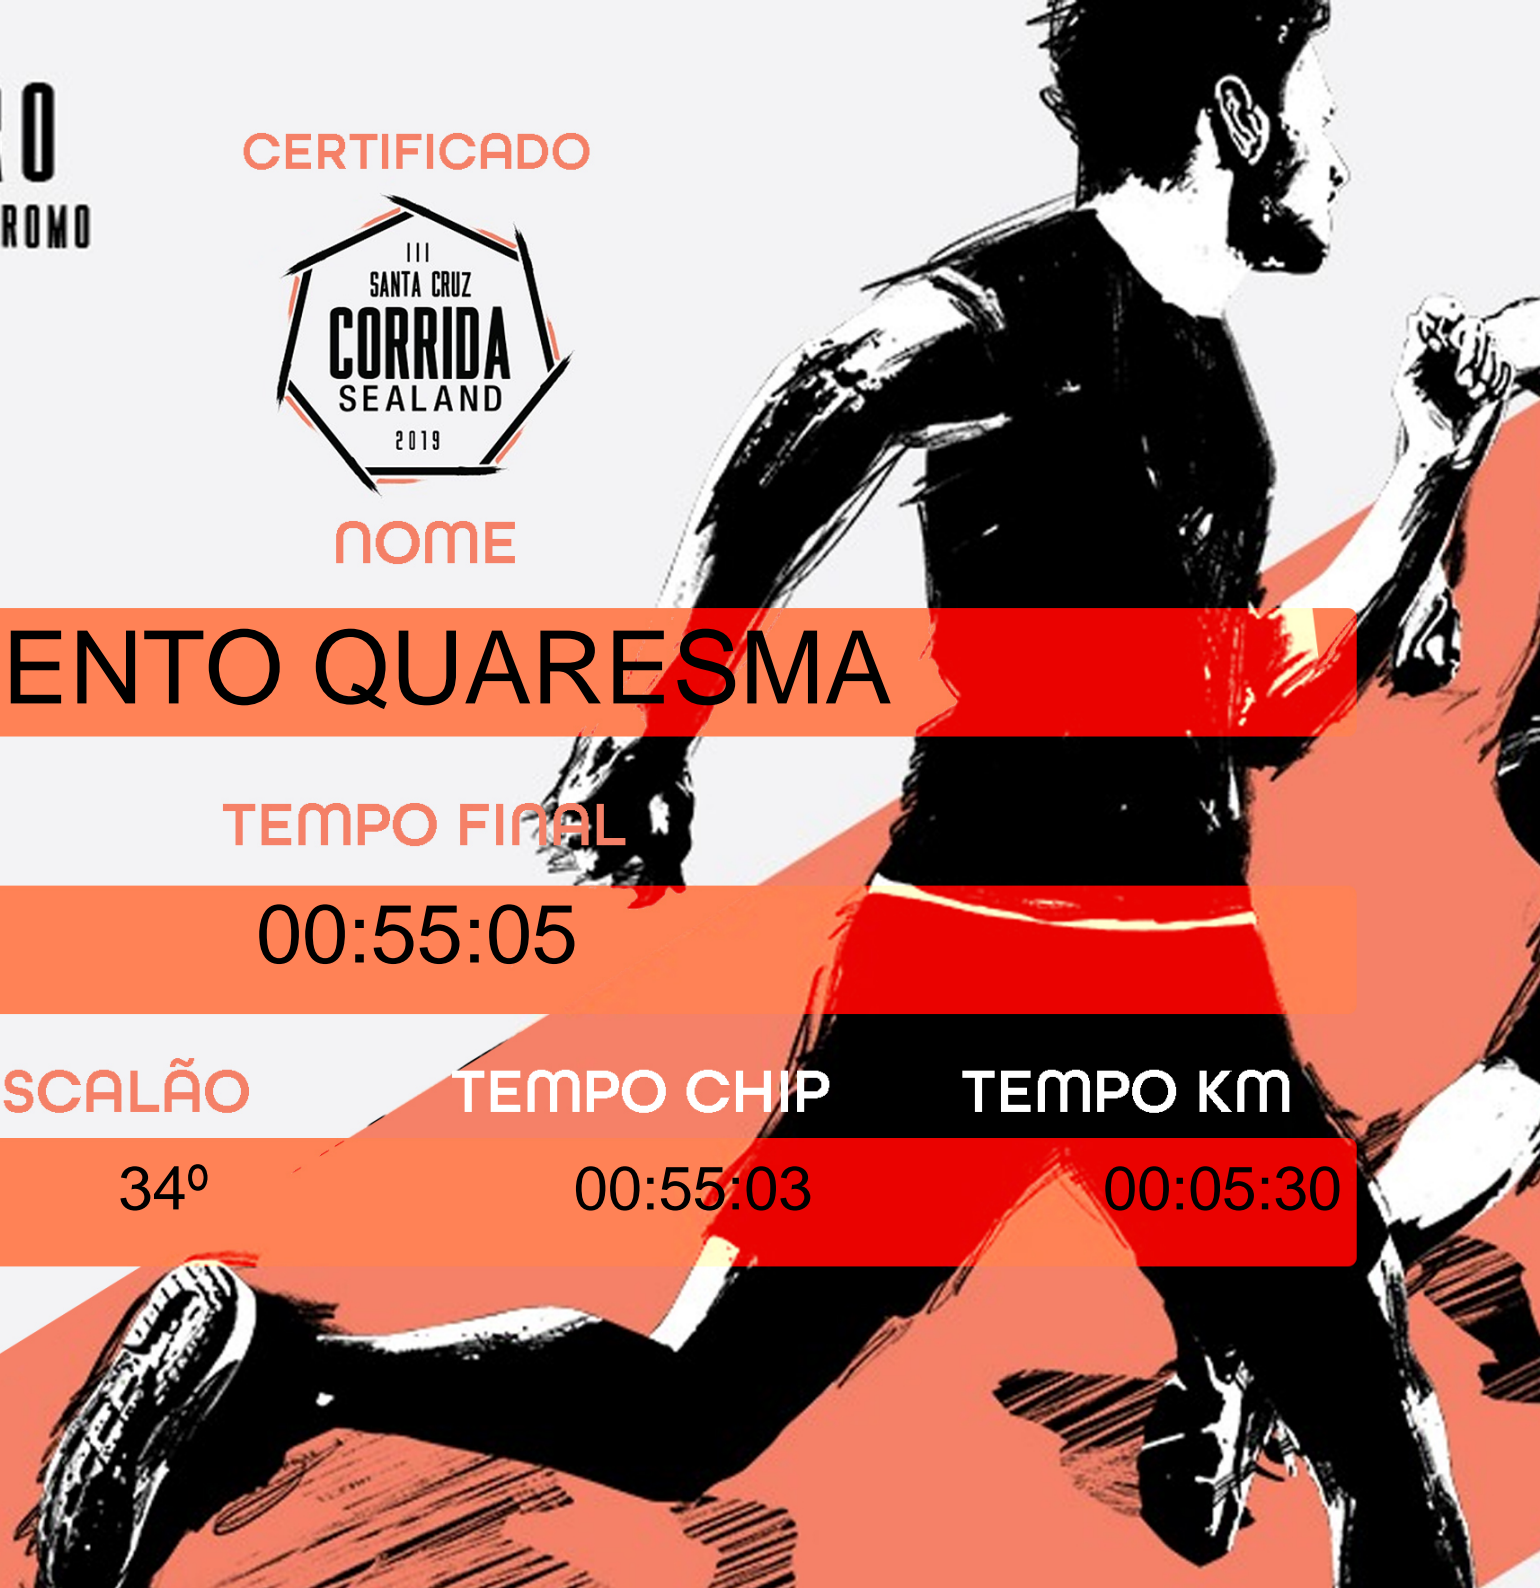 RO
ROMO
CERTIFICADO
III
SANTA CRUZ
CORRIDA
SEALAND
2019
NOME
ENTO QUARESMA
TEMPO FINAL
00:55:05
SCALÃO TEMPO CHIP TEMPO KM
34º 00:55:03 00:05:30